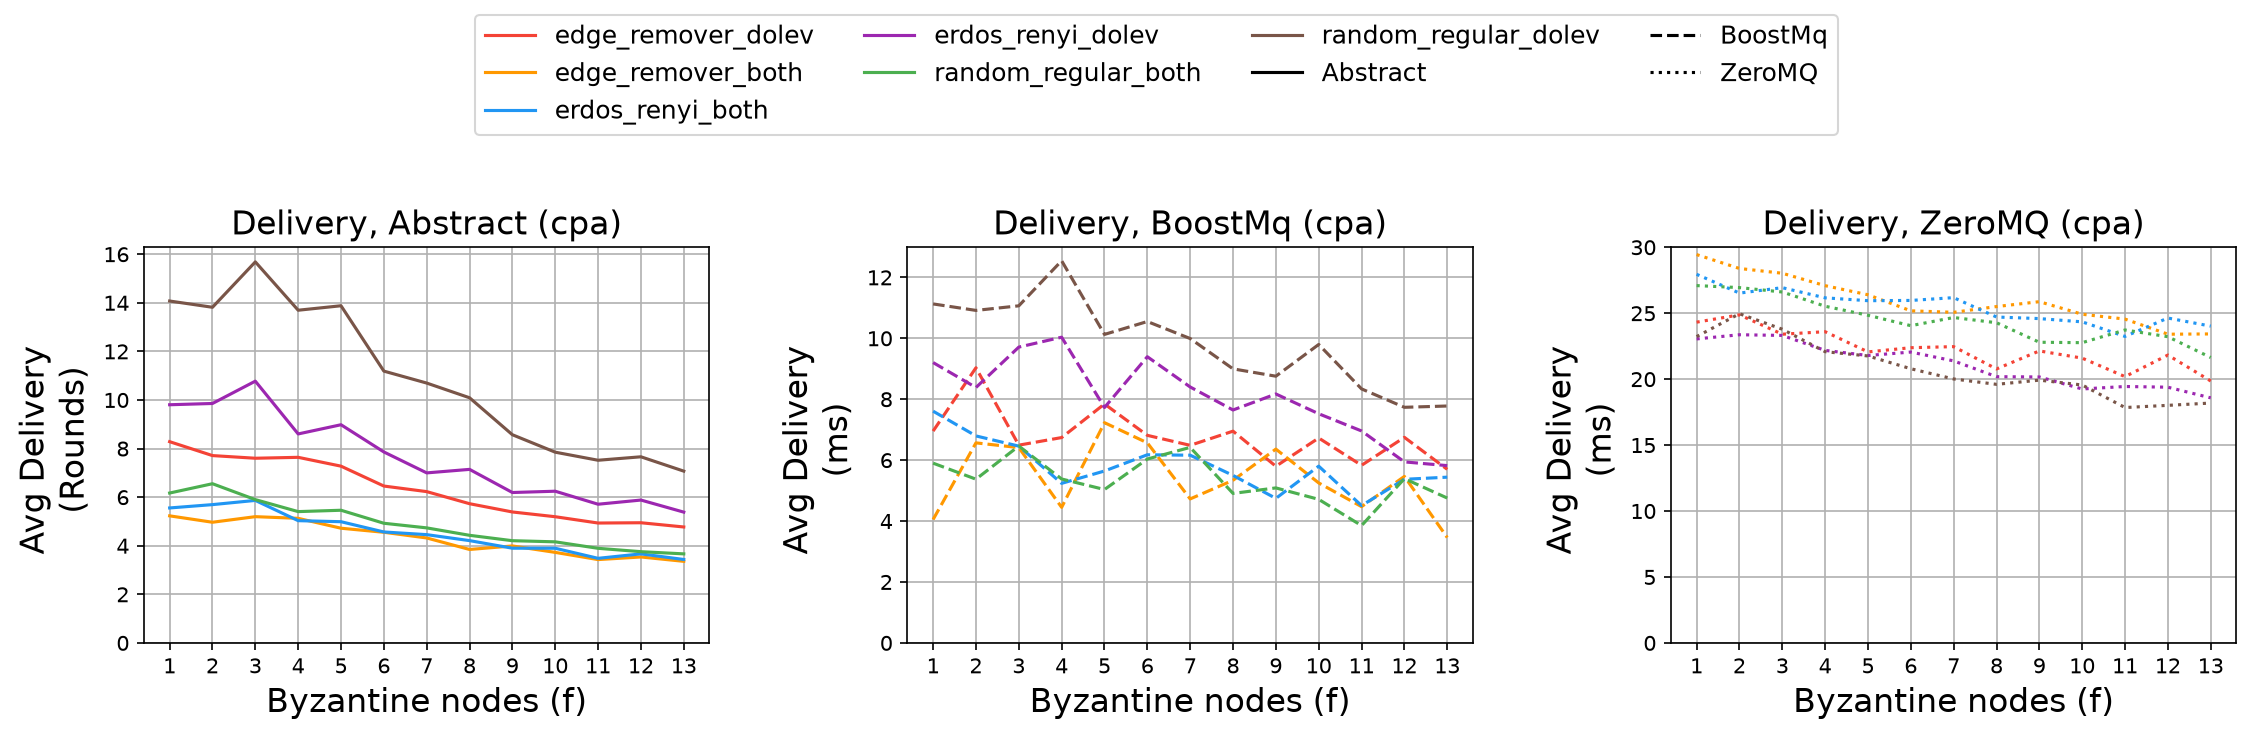 edge_remover_dolev
edge_remover_both
erdos_renyi_both
erdos_renyi_dolev
random_regular_both
random_regular_dolev
Abstract
BoostMq
ZeroMQ
Delivery, Abstract (cpa)
Avg Delivery
(Rounds)
16
14
12
10
8
6
4
2
0
1 2 3 4 5 6 7 8 9 10 11 12 13
Byzantine nodes (f)
Delivery, BoostMq (cpa)
Avg Delivery
(ms)
12
10
8
6
4
2
0
1 2 3 4 5 6 7 8 9 10 11 12 13
Byzantine nodes (f)
Delivery, ZeroMQ (cpa)
Avg Delivery
(ms)
30
25
20
15
10
5
0
1 2 3 4 5 6 7 8 9 10 11 12 13
Byzantine nodes (f)